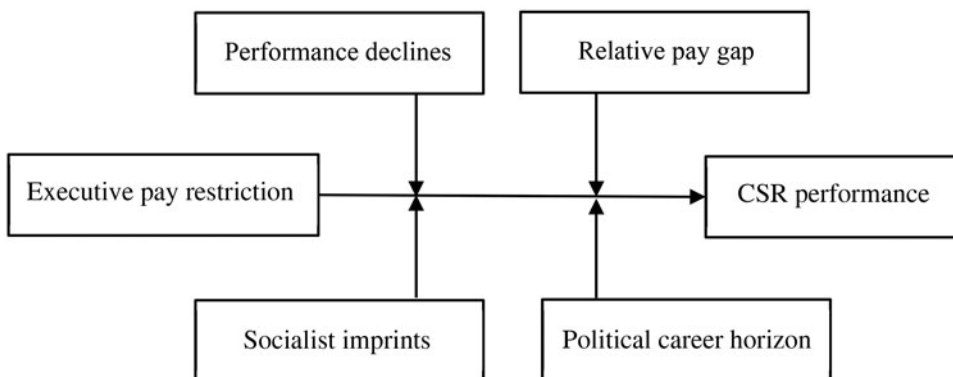 Performance declines
Relative pay gap
Executive pay restriction
CSR performance
Socialist imprints
Political career horizon